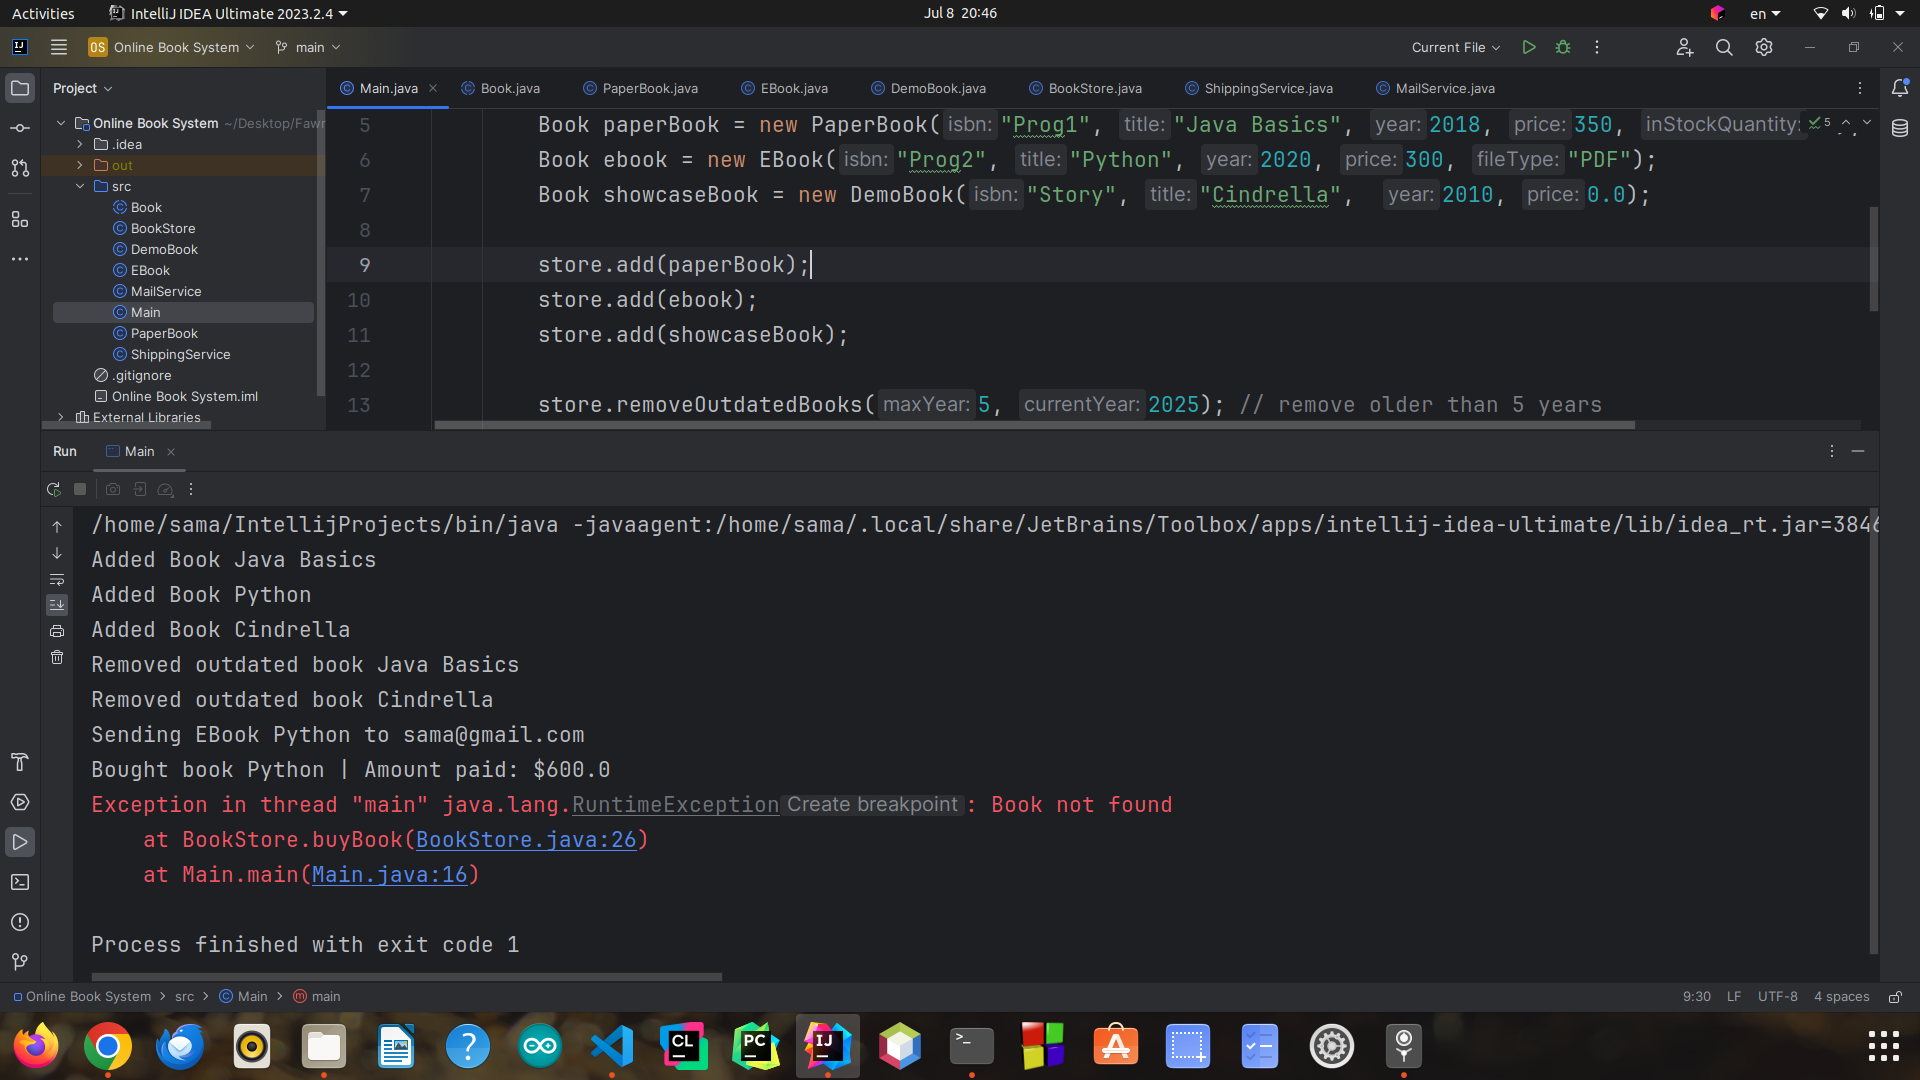 Activities IntelliJ IDEA Ultimate 2023.2.4 Jul 8 20:46 en
OS Online Book System main Current File
Project Main.java Book.java PaperBook.java EBook.java DemoBook.java BookStore.java ShippingService.java MailService.java
Online Book System ~/Desktop/Fawr
.idea
out
src
Book
BookStore
DemoBook
EBook
MailService
Main
PaperBook
ShippingService
.gitignore
Online Book System.iml
External Libraries
5 Book paperBook = new PaperBook( isbn: "Prog1", title: "Java Basics", year: 2018, price: 350, inStockQuantity: 5
6 Book ebook = new EBook( isbn: "Prog2", title: "Python", year: 2020, price: 300, fileType: "PDF");
7 Book showcaseBook = new DemoBook( isbn: "Story", title: "Cindrella", year: 2010, price: 0.0);
8
9 store.add(paperBook);
10 store.add(ebook);
11 store.add(showcaseBook);
12
13 store.removeOutdatedBooks( maxYear: 5, currentYear: 2025); // remove older than 5 years
Run Main
/home/sama/IntellijProjects/bin/java -javaagent:/home/sama/.local/share/JetBrains/Toolbox/apps/intellij-idea-ultimate/lib/idea_rt.jar=3846
Added Book Java Basics
Added Book Python
Added Book Cindrella
Removed outdated book Java Basics
Removed outdated book Cindrella
Sending EBook Python to sama@gmail.com
Bought book Python | Amount paid: $600.0
Exception in thread "main" java.lang.RuntimeException Create breakpoint : Book not found
at BookStore.buyBook(BookStore.java:26)
at Main.main(Main.java:16)
Process finished with exit code 1
Online Book System > src > Main > main 9:30 LF UTF-8 4 spaces
CL PC IJ